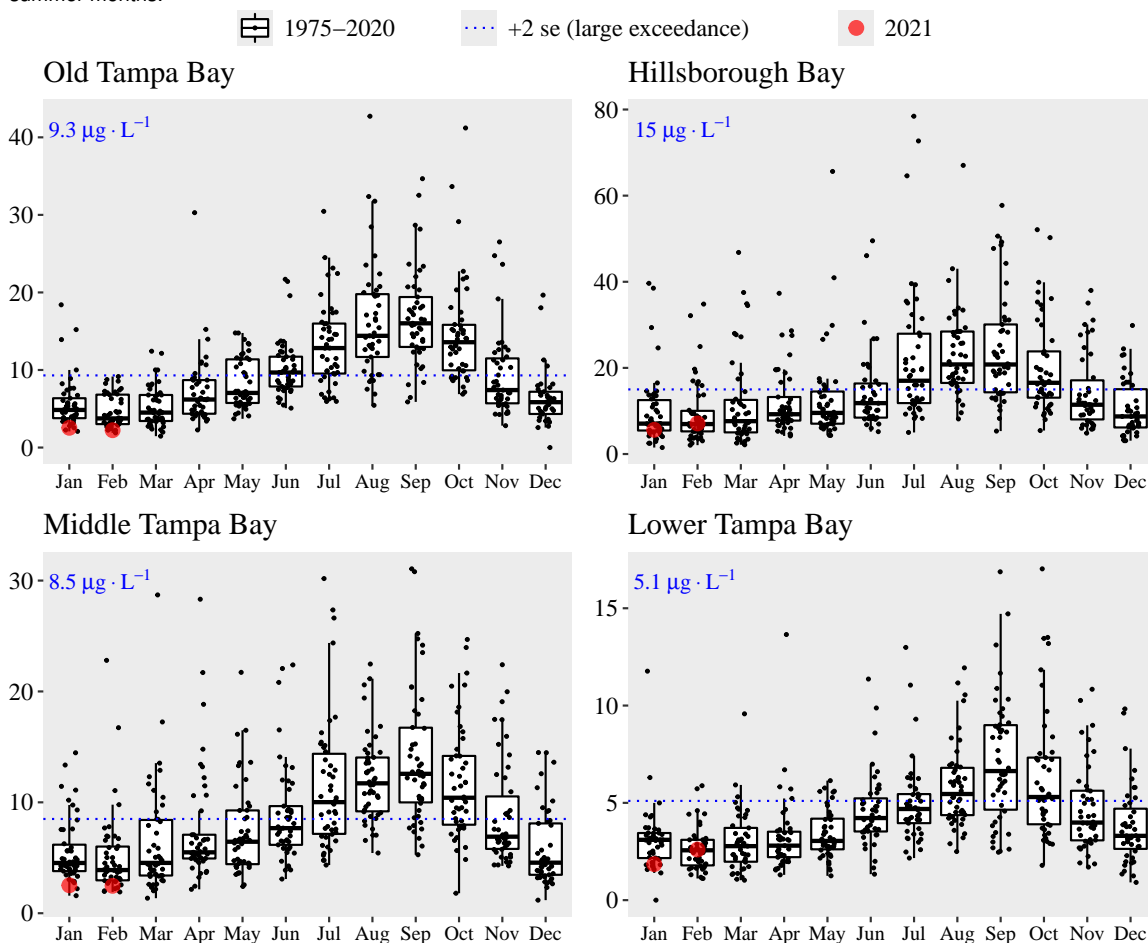 summer months.
1975−2020 +2 se (large exceedance) 2021
Old Tampa Bay
9.3 μg · L−1
40
30
20
10
0
Jan Feb Mar Apr May Jun Jul Aug Sep Oct Nov Dec
Hillsborough Bay
15 μg · L−1
80
60
40
20
0
Jan Feb Mar Apr May Jun Jul Aug Sep Oct Nov Dec
Middle Tampa Bay
8.5 μg · L−1
30
20
10
0
Jan Feb Mar Apr May Jun Jul Aug Sep Oct Nov Dec
Lower Tampa Bay
5.1 μg · L−1
15
10
5
0
Jan Feb Mar Apr May Jun Jul Aug Sep Oct Nov Dec